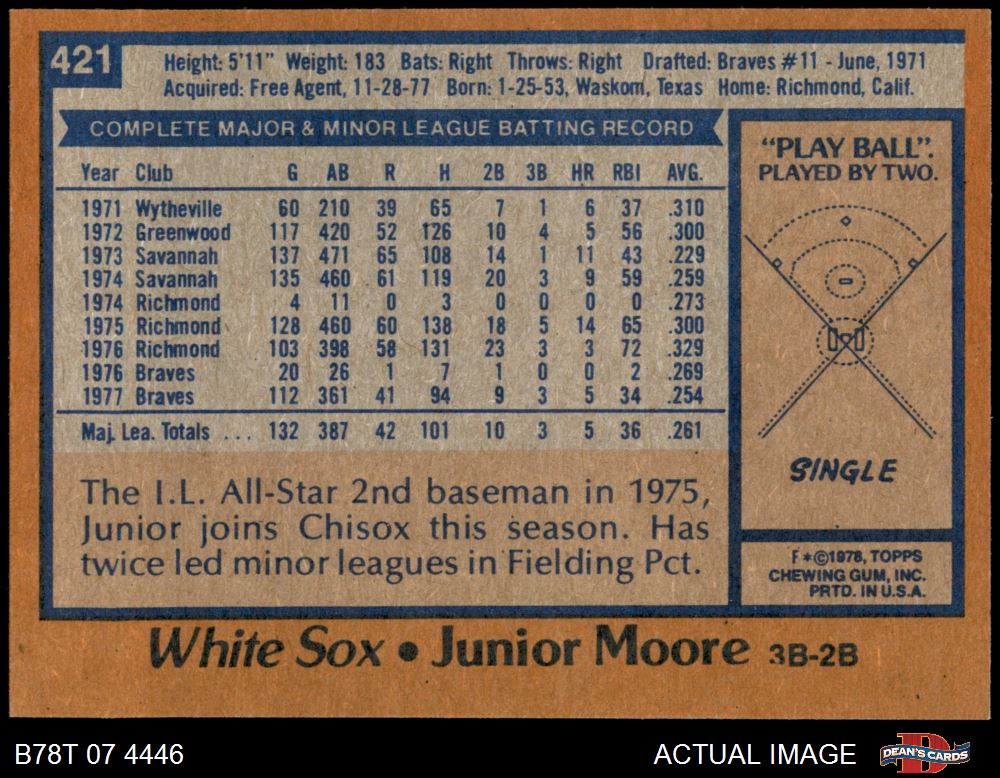 421
Height: 5'11" Weight: 183 Bats: Right Throws: Right Drafted: Braves #11 - June, 1971
Acquired: Free Agent, 11-28-77 Born: 1-25-53, Waskom, Texas Home: Richmond, Calif.
COMPLETE MAJOR & MINOR LEAGUE BATTING RECORD
Year Club G AB R H 2B 3B HR RBI AVG.
1971 Wytheville 60 210 39 65 7 1 6 37 .310
1972 Greenwood 117 420 52 126 10 4 5 56 .300
1973 Savannah 137 471 65 108 14 1 11 43 .229
1974 Savannah 135 460 61 119 20 3 9 59 .259
1974 Richmond 4 11 0 3 0 0 0 0 .273
1975 Richmond 128 460 60 138 18 5 14 65 .300
1976 Richmond 103 398 58 131 23 3 3 72 .329
1976 Braves 20 26 1 7 1 0 0 2 .269
1977 Braves 112 361 41 94 9 3 5 34 .254
Maj. Lea. Totals ... 132 387 42 101 10 3 5 36 .261
The I.L. All-Star 2nd baseman in 1975,
Junior joins Chisox this season. Has
twice led minor leagues in Fielding Pct.
"PLAY BALL".
PLAYED BY TWO.
SINGLE
F*©1978, TOPPS
CHEWING GUM, INC.
PRTD. IN U.S.A.
White Sox • Junior Moore 3B-2B
B78T 07 4446
ACTUAL IMAGE
DEAN'S CARDS